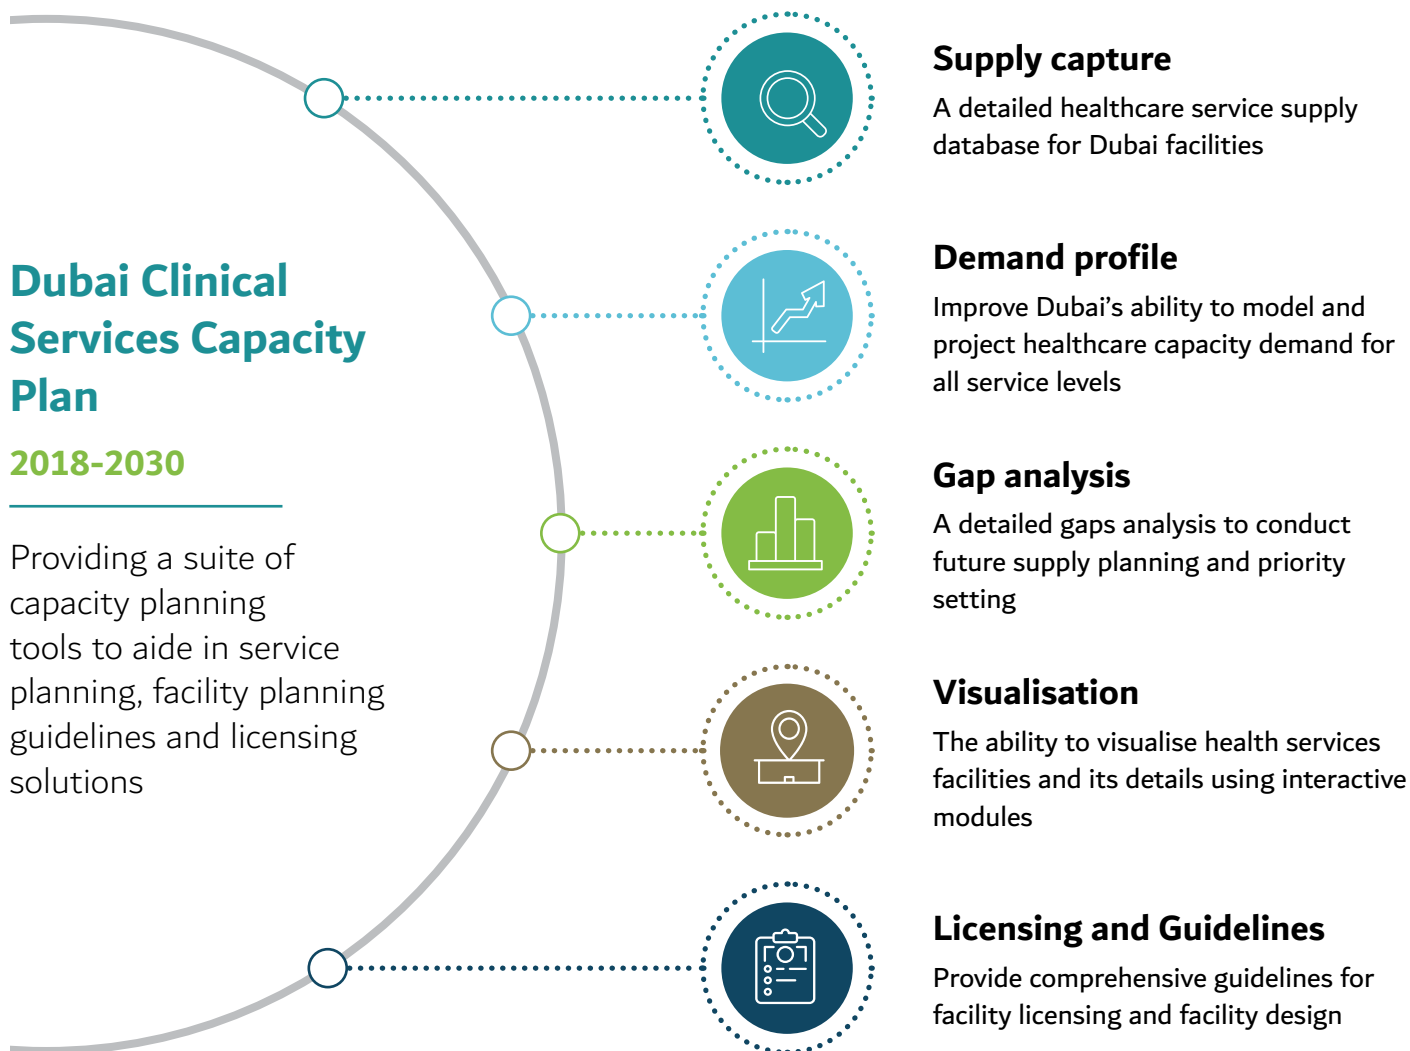 Dubai Clinical
Services Capacity
Plan
2018-2030
Providing a suite of
capacity planning
tools to aide in service
planning, facility planning
guidelines and licensing
solutions
Supply capture
A detailed healthcare service supply
database for Dubai facilities
Demand profile
Improve Dubai’s ability to model and
project healthcare capacity demand for
all service levels
Gap analysis
A detailed gaps analysis to conduct
future supply planning and priority
setting
Visualisation
The ability to visualise health services
facilities and its details using interactive
modules
Licensing and Guidelines
Provide comprehensive guidelines for
facility licensing and facility design